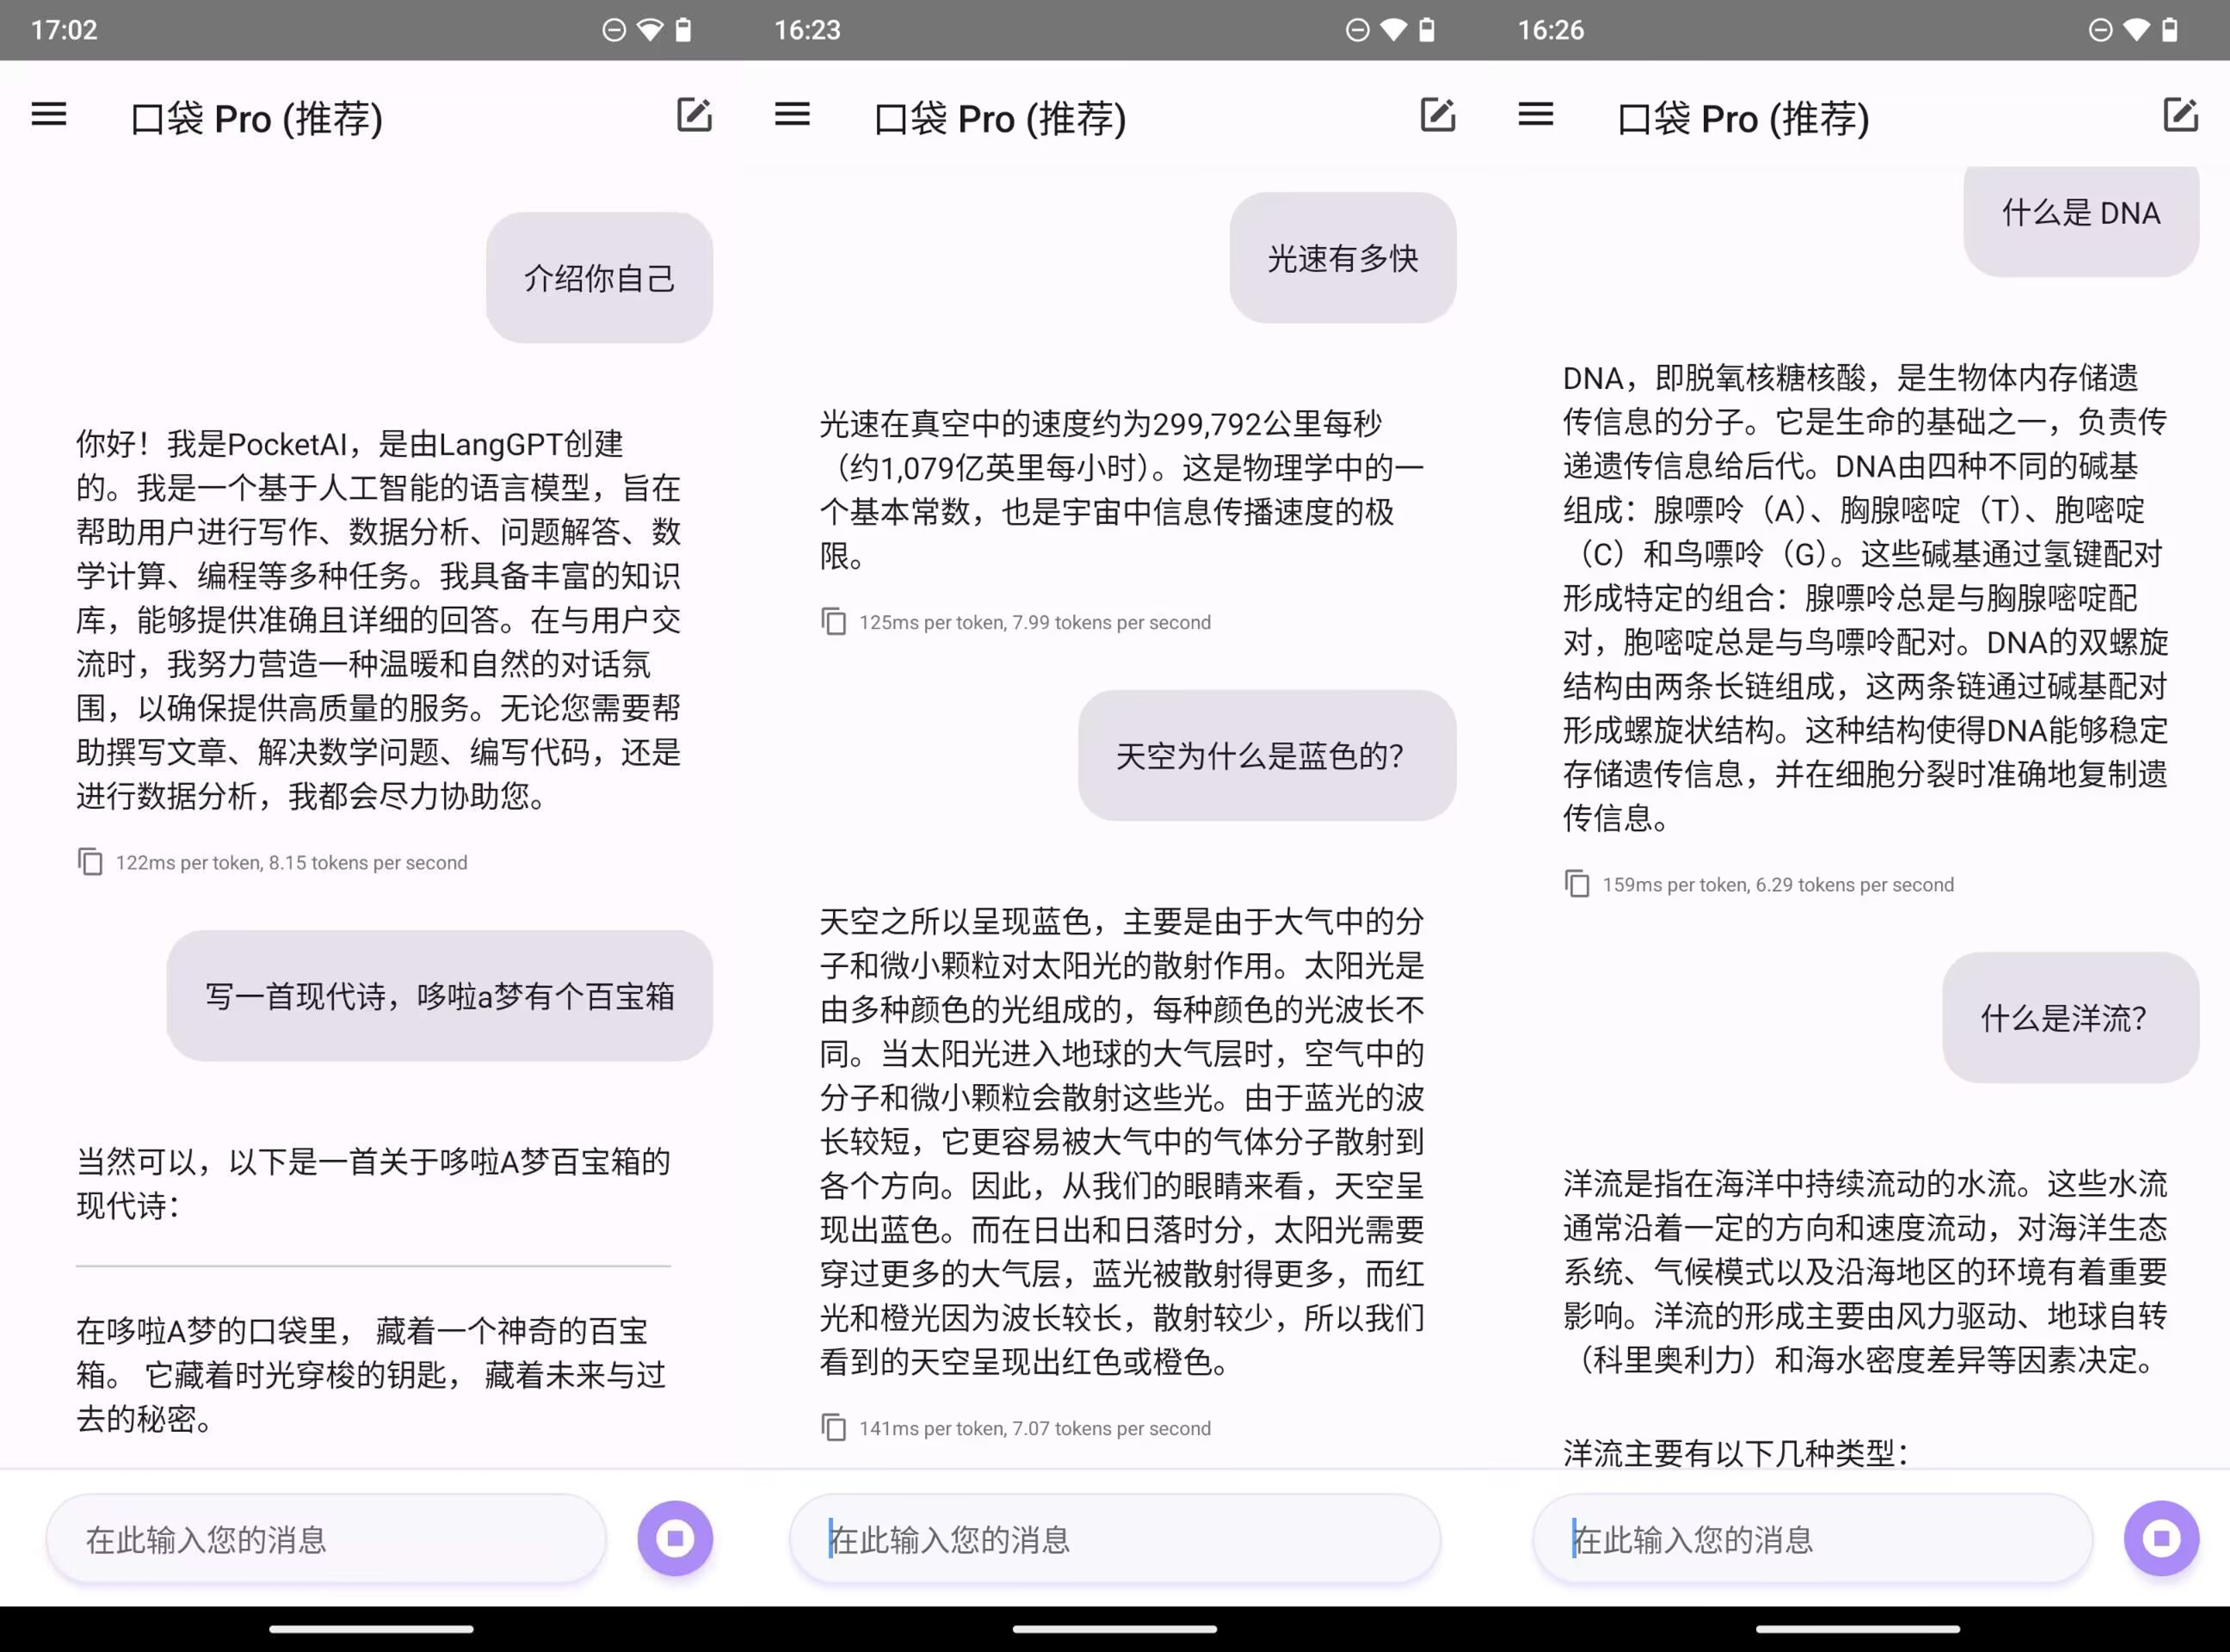 17:02
口袋 Pro (推荐)
介绍你自己
你好！我是PocketAI，是由LangGPT创建
的。我是一个基于人工智能的语言模型，旨在
帮助用户进行写作、数据分析、问题解答、数
学计算、编程等多种任务。我具备丰富的知识
库，能够提供准确且详细的回答。在与用户交
流时，我努力营造一种温暖和自然的对话氛
围，以确保提供高质量的服务。无论您需要帮
助撰写文章、解决数学问题、编写代码，还是
进行数据分析，我都会尽力协助您。
122ms per token, 8.15 tokens per second
写一首现代诗，哆啦a梦有个百宝箱
当然可以，以下是一首关于哆啦A梦百宝箱的
现代诗：
在哆啦A梦的口袋里， 藏着一个神奇的百宝
箱。 它藏着时光穿梭的钥匙， 藏着未来与过
去的秘密。
在此输入您的消息
16:23
口袋 Pro (推荐)
光速有多快
光速在真空中的速度约为299,792公里每秒
（约1,079亿英里每小时）。这是物理学中的一
个基本常数，也是宇宙中信息传播速度的极
限。
125ms per token, 7.99 tokens per second
天空为什么是蓝色的？
天空之所以呈现蓝色，主要是由于大气中的分
子和微小颗粒对太阳光的散射作用。太阳光是
由多种颜色的光组成的，每种颜色的光波长不
同。当太阳光进入地球的大气层时，空气中的
分子和微小颗粒会散射这些光。由于蓝光的波
长较短，它更容易被大气中的气体分子散射到
各个方向。因此，从我们的眼睛来看，天空呈
现出蓝色。而在日出和日落时分，太阳光需要
穿过更多的大气层，蓝光被散射得更多，而红
光和橙光因为波长较长，散射较少，所以我们
看到的天空呈现出红色或橙色。
141ms per token, 7.07 tokens per second
在此输入您的消息
16:26
口袋 Pro (推荐)
什么是 DNA
DNA，即脱氧核糖核酸，是生物体内存储遗
传信息的分子。它是生命的基础之一，负责传
递遗传信息给后代。DNA由四种不同的碱基
组成：腺嘌呤（A）、胸腺嘧啶（T）、胞嘧啶
（C）和鸟嘌呤（G）。这些碱基通过氢键配对
形成特定的组合：腺嘌呤总是与胸腺嘧啶配
对，胞嘧啶总是与鸟嘌呤配对。DNA的双螺旋
结构由两条长链组成，这两条链通过碱基配对
形成螺旋状结构。这种结构使得DNA能够稳定
存储遗传信息，并在细胞分裂时准确地复制遗
传信息。
159ms per token, 6.29 tokens per second
什么是洋流？
洋流是指在海洋中持续流动的水流。这些水流
通常沿着一定的方向和速度流动，对海洋生态
系统、气候模式以及沿海地区的环境有着重要
影响。洋流的形成主要由风力驱动、地球自转
（科里奥利力）和海水密度差异等因素决定。
洋流主要有以下几种类型：
在此输入您的消息